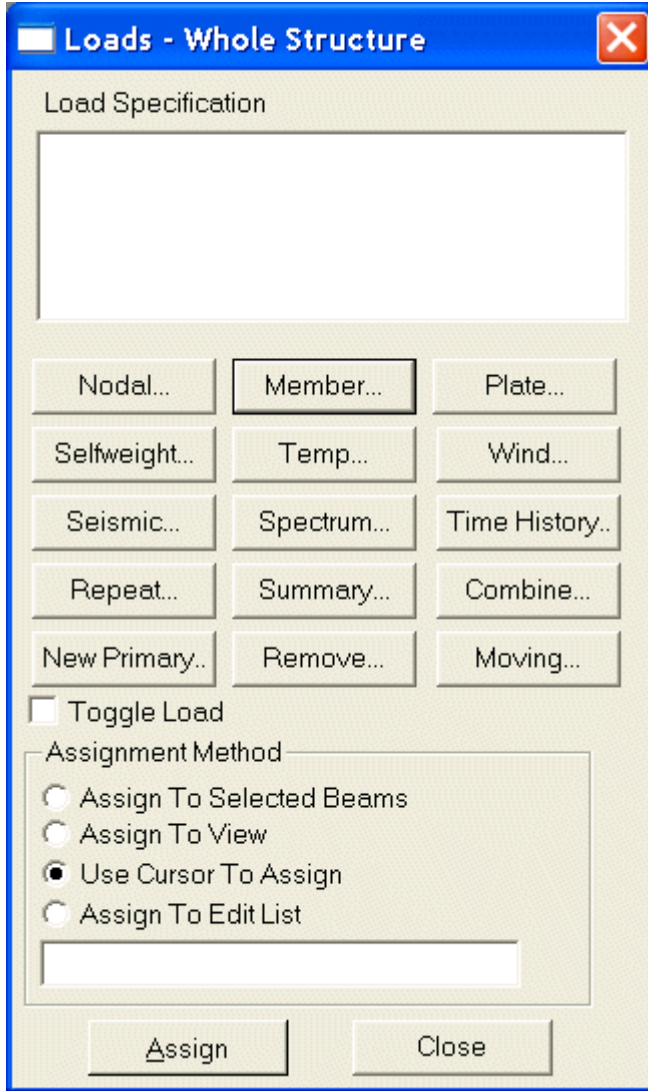 Loads - Whole Structure
Load Specification
Nodal... Member... Plate...
Selfweight... Temp... Wind...
Seismic... Spectrum... Time History..
Repeat... Summary... Combine...
New Primary.. Remove... Moving...
Toggle Load
Assignment Method
Assign To Selected Beams
Assign To View
Use Cursor To Assign
Assign To Edit List
Assign Close